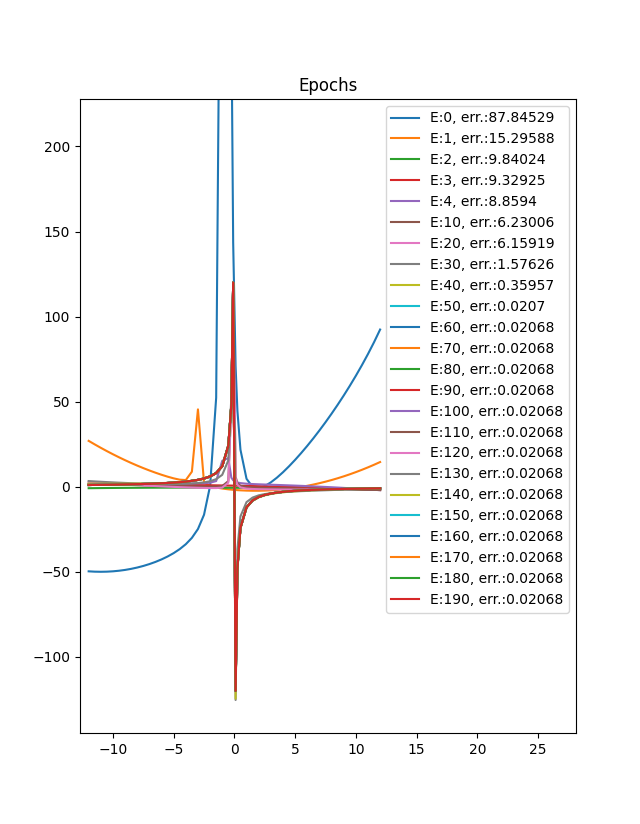 Epochs
E:0, err.:87.84529
E:1, err.:15.29588
E:2, err.:9.84024
E:3, err.:9.32925
E:4, err.:8.8594
E:10, err.:6.23006
E:20, err.:6.15919
E:30, err.:1.57626
E:40, err.:0.35957
E:50, err.:0.0207
E:60, err.:0.02068
E:70, err.:0.02068
E:80, err.:0.02068
E:90, err.:0.02068
E:100, err.:0.02068
E:110, err.:0.02068
E:120, err.:0.02068
E:130, err.:0.02068
E:140, err.:0.02068
E:150, err.:0.02068
E:160, err.:0.02068
E:170, err.:0.02068
E:180, err.:0.02068
E:190, err.:0.02068
200
150
100
50
0
−50
−100
−10 −5 0 5 10 15 20 25